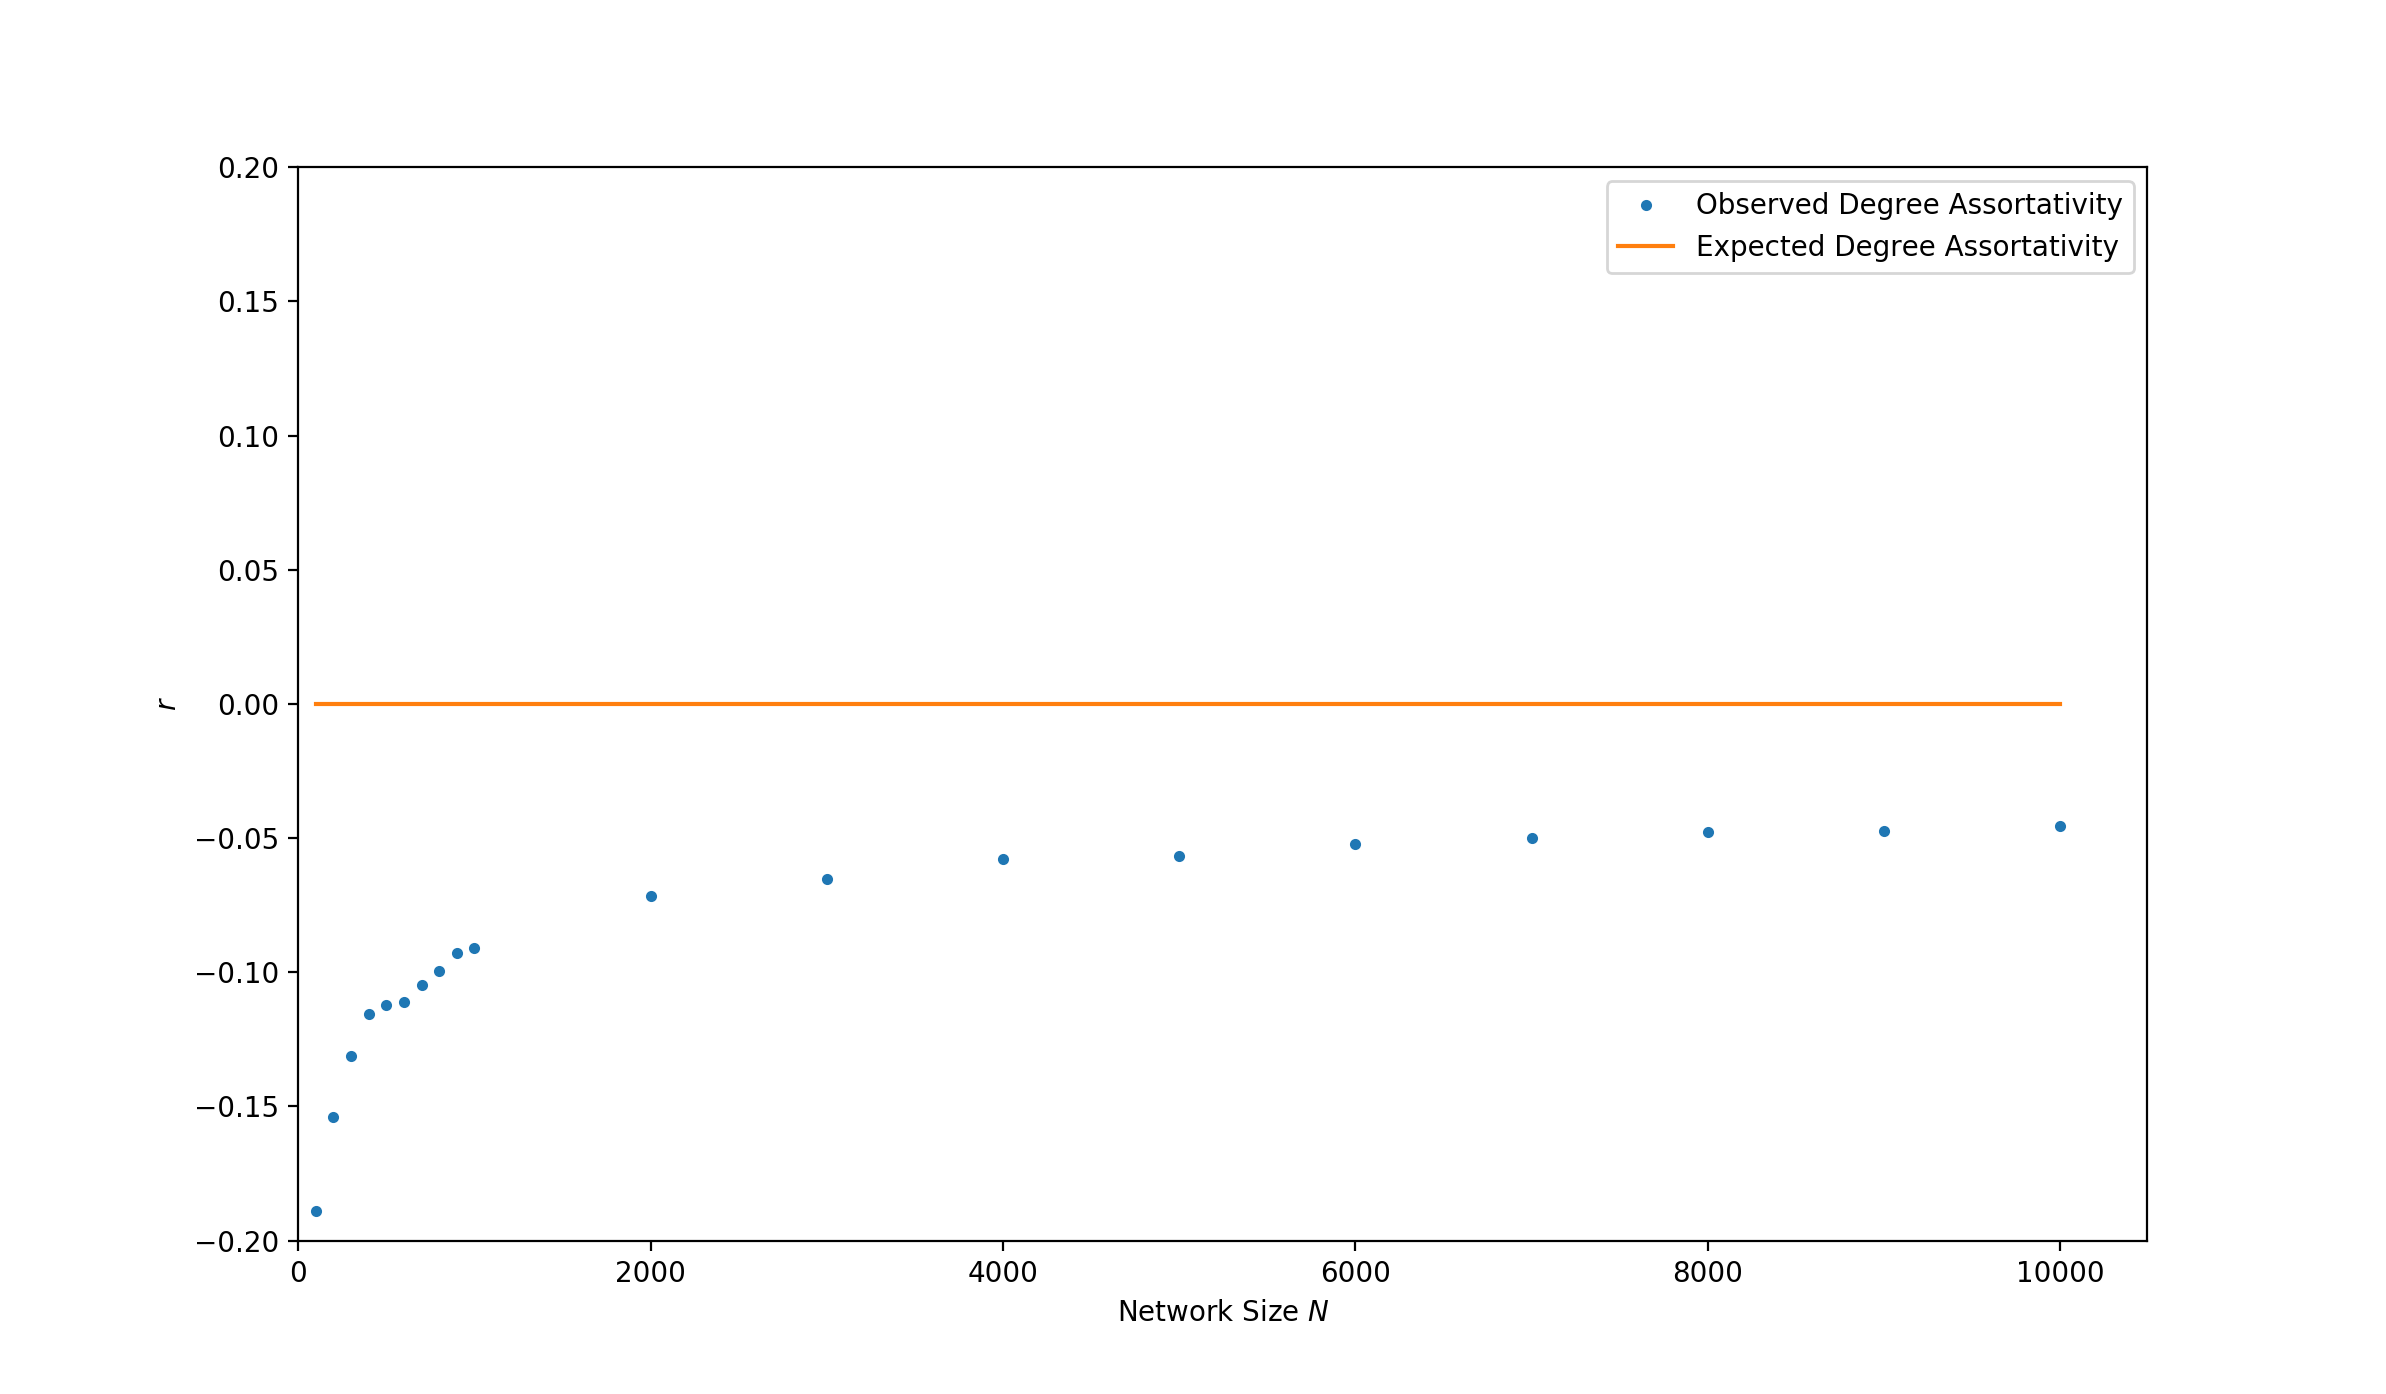 0.20
Observed Degree Assortativity
Expected Degree Assortativity
0.15
0.10
0.05
r
0.00
−0.05
−0.10
−0.15
−0.20
0 2000 4000 6000 8000 10000
Network Size N